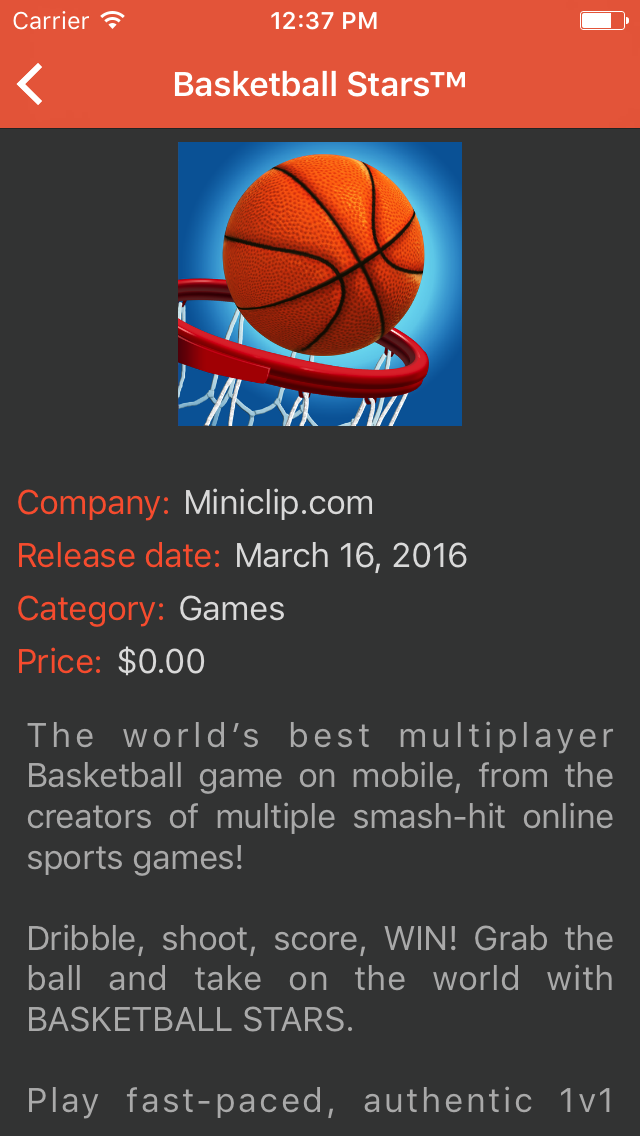 Carrier 12:37 PM
Basketball Stars™
Company: Miniclip.com
Release date: March 16, 2016
Category: Games
Price: $0.00
The world’s best multiplayer
Basketball game on mobile, from the
creators of multiple smash-hit online
sports games!
Dribble, shoot, score, WIN! Grab the
ball and take on the world with
BASKETBALL STARS.
Play fast-paced, authentic 1v1